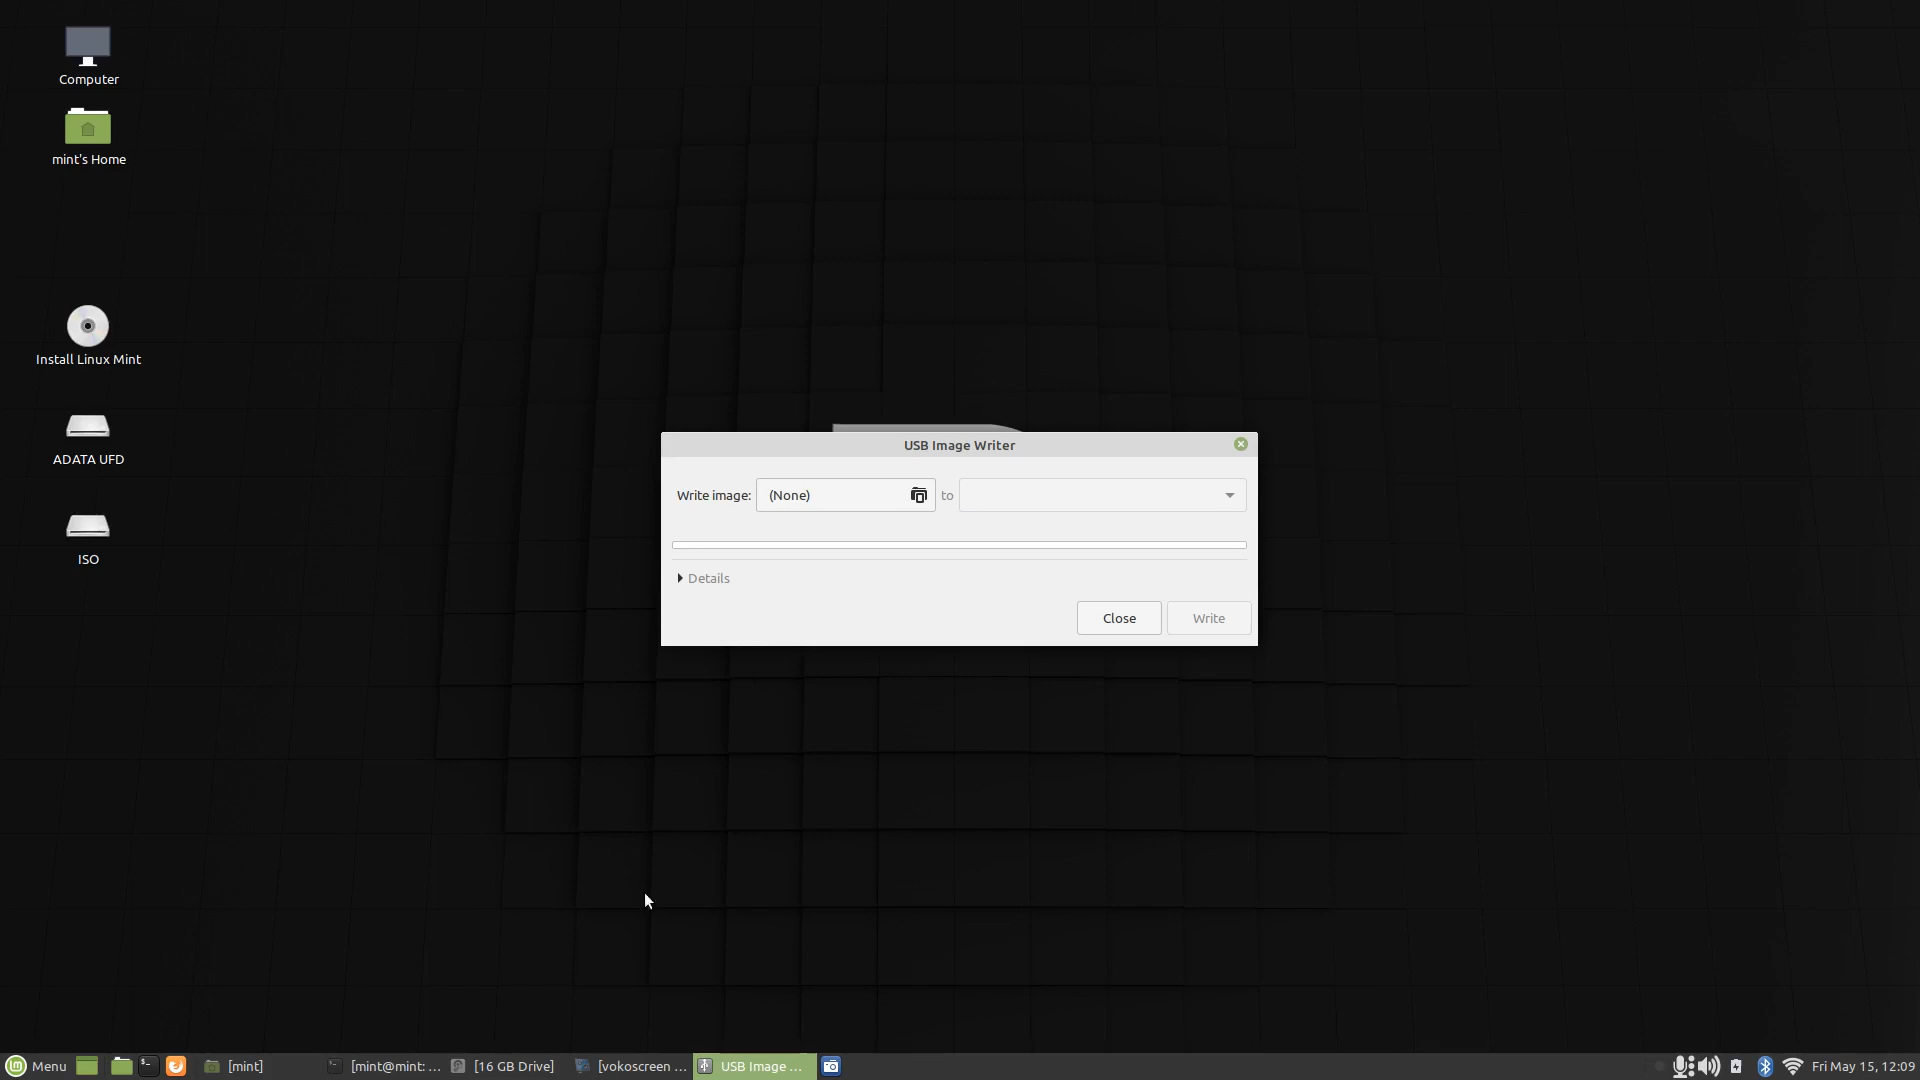 Computer
mint's Home
Install Linux Mint
ADATA UFD
ISO
USB Image Writer
Write image: (None) to
Details
Close Write
Menu [mint] [mint@mint: ... [16 GB Drive] [vokoscreen ... USB Image ... Fri May 15, 12:09